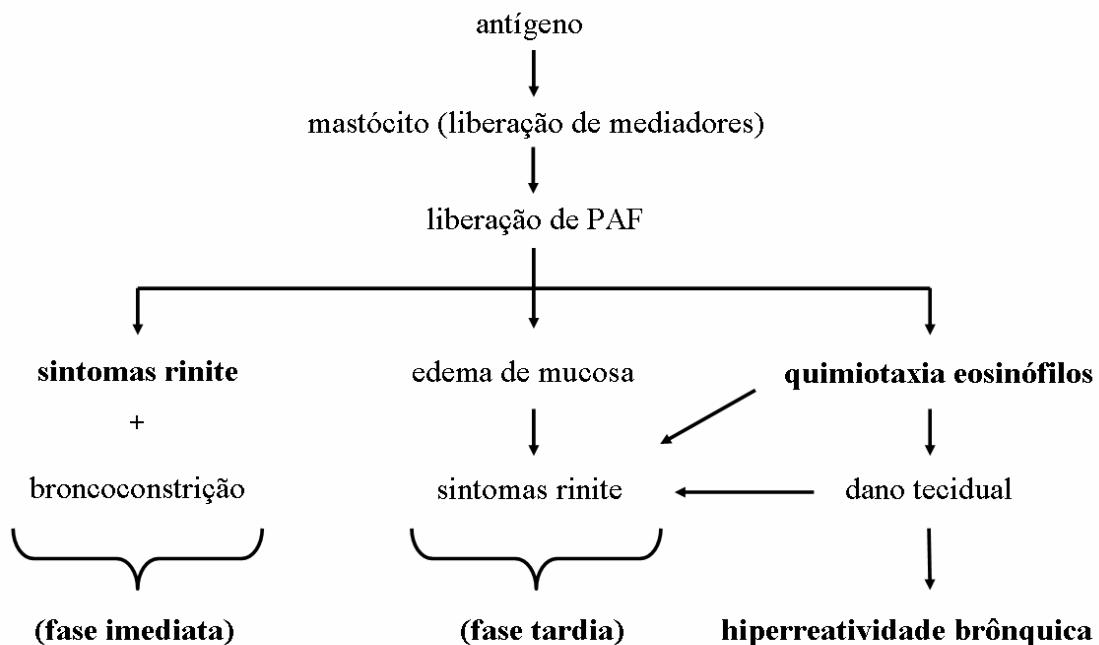 antígeno
mastócito (liberação de mediadores)
liberação de PAF
sintomas rinite
edema de mucosa
quimiotaxia eosinófilos
+
broncoconstrição
sintomas rinite
dano tecidual
(fase imediata)
(fase tardia)
hiperreatividade brônquica